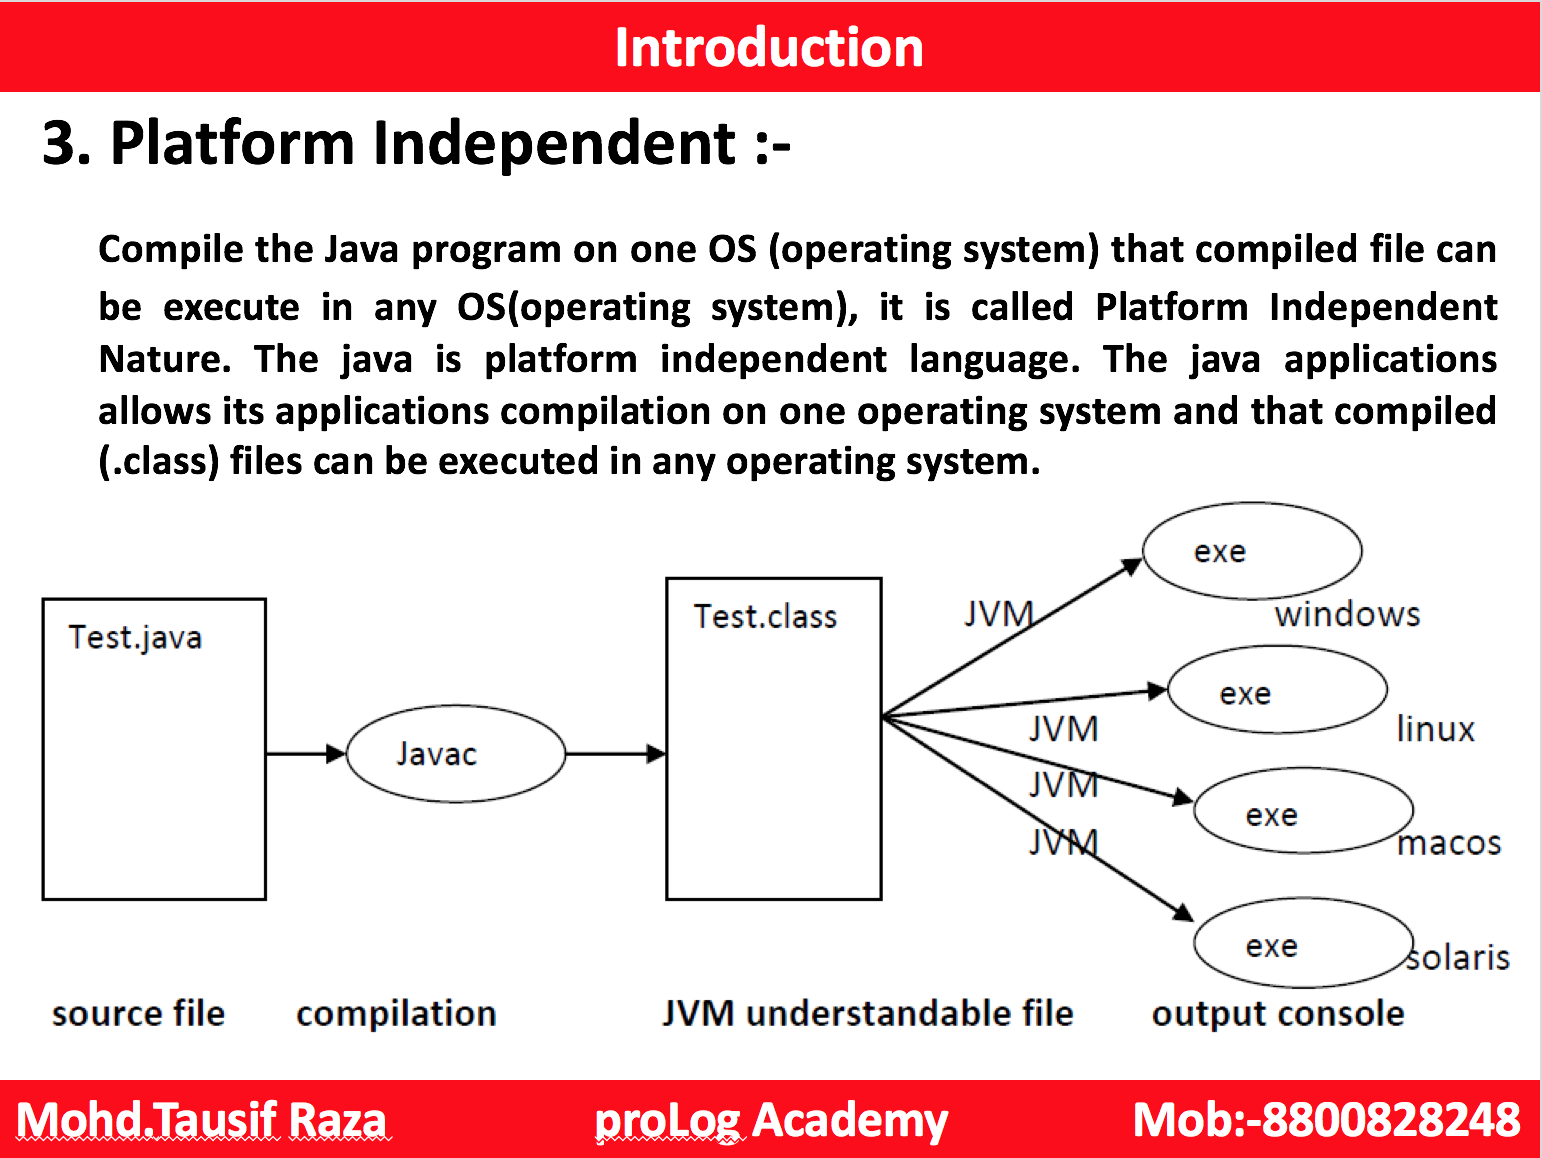 Introduction
3. Platform Independent :-
Compile the Java program on one OS (operating system) that compiled file can
be execute in any OS(operating system), it is called Platform Independent
Nature. The java is platform independent language. The java applications
allows its applications compilation on one operating system and that compiled
(.class) files can be executed in any operating system.
Test.java
Javac
Test.class
JVM
exe
windows
JVM
exe
linux
JVM
exe
macos
JVM
exe
solaris
source file
compilation
JVM understandable file
output console
Mohd.Tausif Raza
proLog Academy
Mob:-8800828248